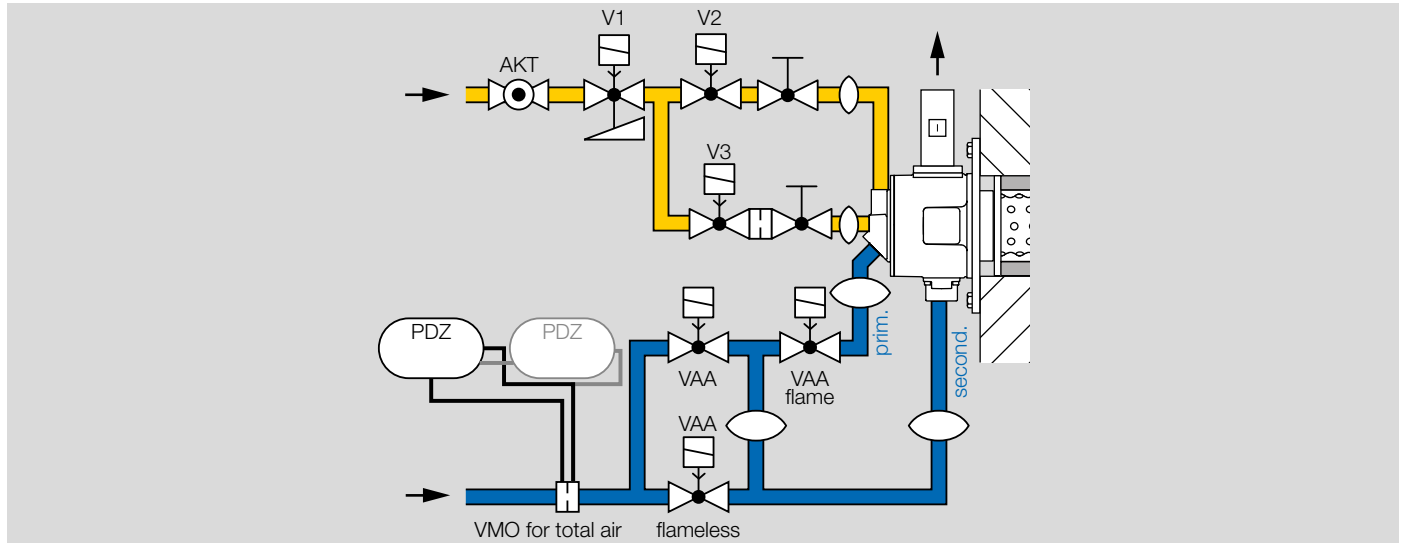 V1
V2
AKT
V3
PDZ
PDZ
prim.
second.
VAA
VAA
flame
VAA
VMO for total air
flameless